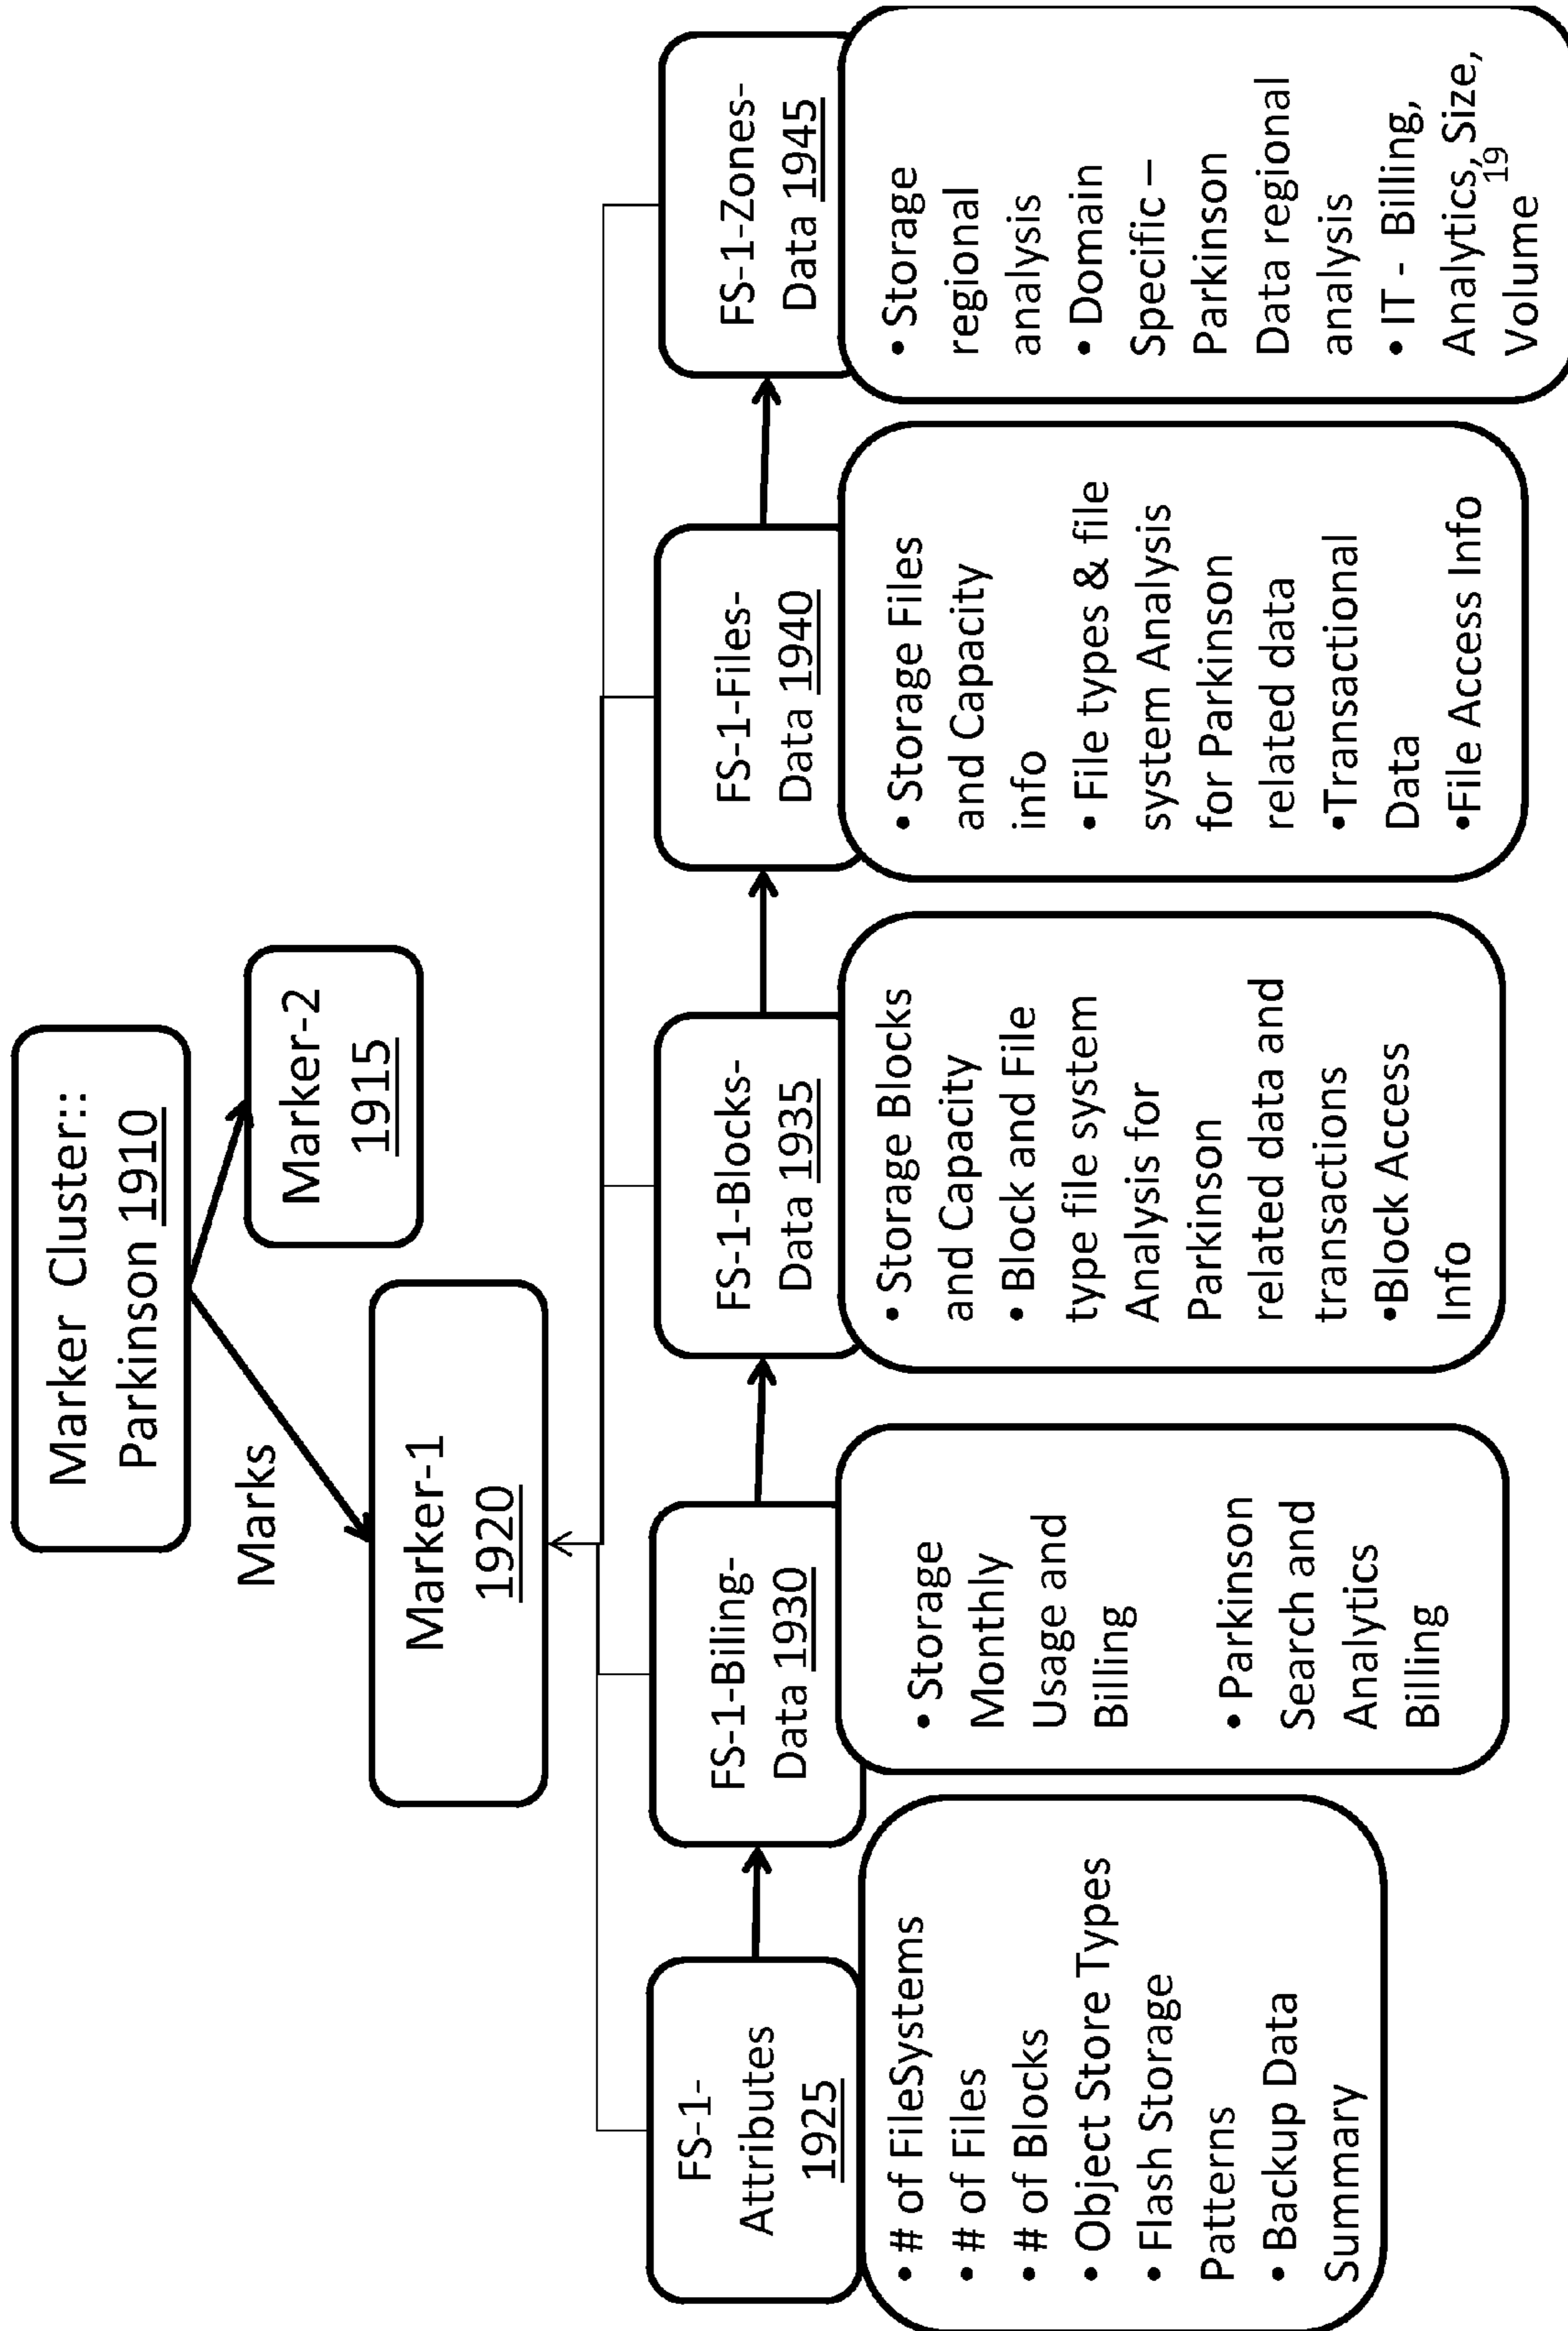 Marker Cluster:::
Parkinson 1910
Marks
Marker-2
1915
Marker-1
1920
FS-1-
Attributes
1925
• # of FileSystems
• # of Files
• # of Blocks
• Object Store Types
• Flash Storage
Patterns
• Backup Data
Summary
FS-1-Biling-
Data 1930
• Storage
Monthly
Usage and
Billing
• Parkinson
Search and
Analytics
Billing
FS-1-Blocks-
Data 1935
• Storage Blocks
and Capacity
• Block and File
type file system
Analysis for
Parkinson
related data and
transactions
•Block Access
Info
FS-1-Files-
Data 1940
• Storage Files
and Capacity
info
• File types & file
system Analysis
for Parkinson
related data
•Transactional
Data
•File Access Info
FS-1-Zones-
Data 1945
• Storage
regional
analysis
• Domain
Specific –
Parkinson
Data regional
analysis
• IT - Billing,
Analytics, Size,
Volume
19